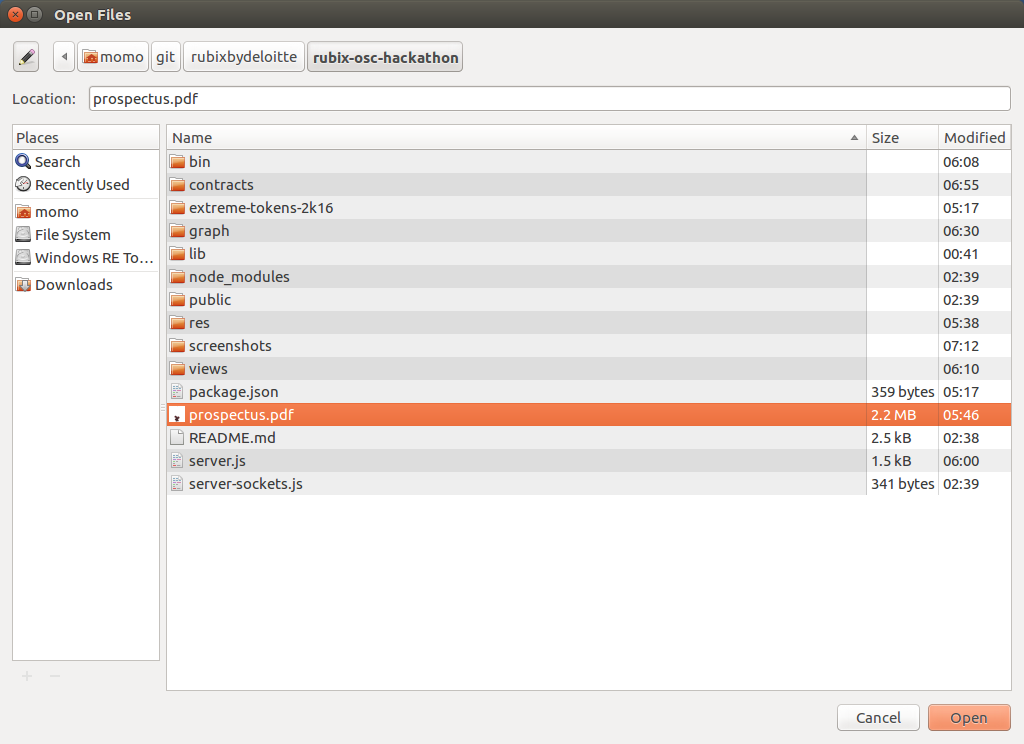 Open Files
momo git rubixbydeloitte rubix-osc-hackathon
Location: prospectus.pdf
Places
Search
Recently Used
momo
File System
Windows RE To...
Downloads
Name Size Modified
bin 06:08
contracts 06:55
extreme-tokens-2k16 05:17
graph 06:30
lib 00:41
node_modules 02:39
public 02:39
res 05:38
screenshots 07:12
views 06:10
package.json 359 bytes 05:17
prospectus.pdf 2.2 MB 05:46
README.md 2.5 kB 02:38
server.js 1.5 kB 06:00
server-sockets.js 341 bytes 02:39
Cancel Open